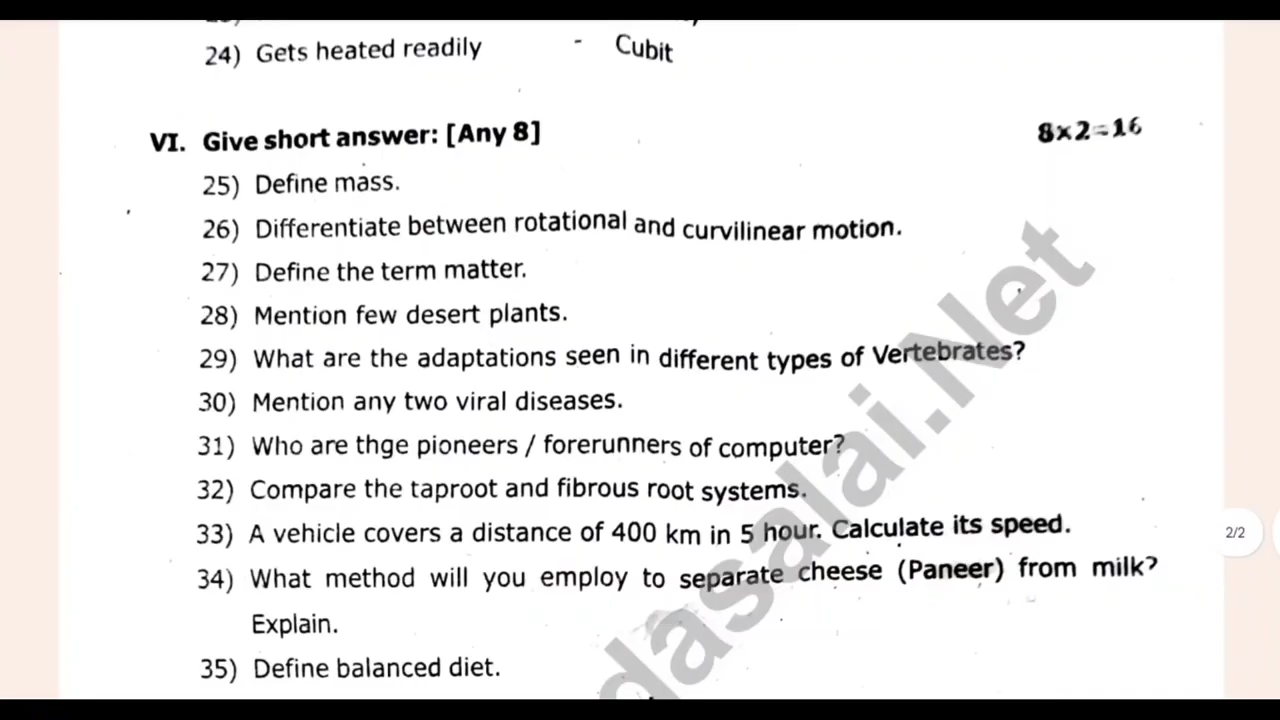 24) Gets heated readily - Cubit
VI. Give short answer: [Any 8] 8×2=16
25) Define mass.
26) Differentiate between rotational and curvilinear motion.
27) Define the term matter.
28) Mention few desert plants.
29) What are the adaptations seen in different types of Vertebrates?
30) Mention any two viral diseases.
31) Who are thge pioneers / forerunners of computer?
32) Compare the taproot and fibrous root systems.
33) A vehicle covers a distance of 400 km in 5 hour. Calculate its speed.
2/2
34) What method will you employ to separate cheese (Paneer) from milk?
Explain.
35) Define balanced diet.
dasalai.Net